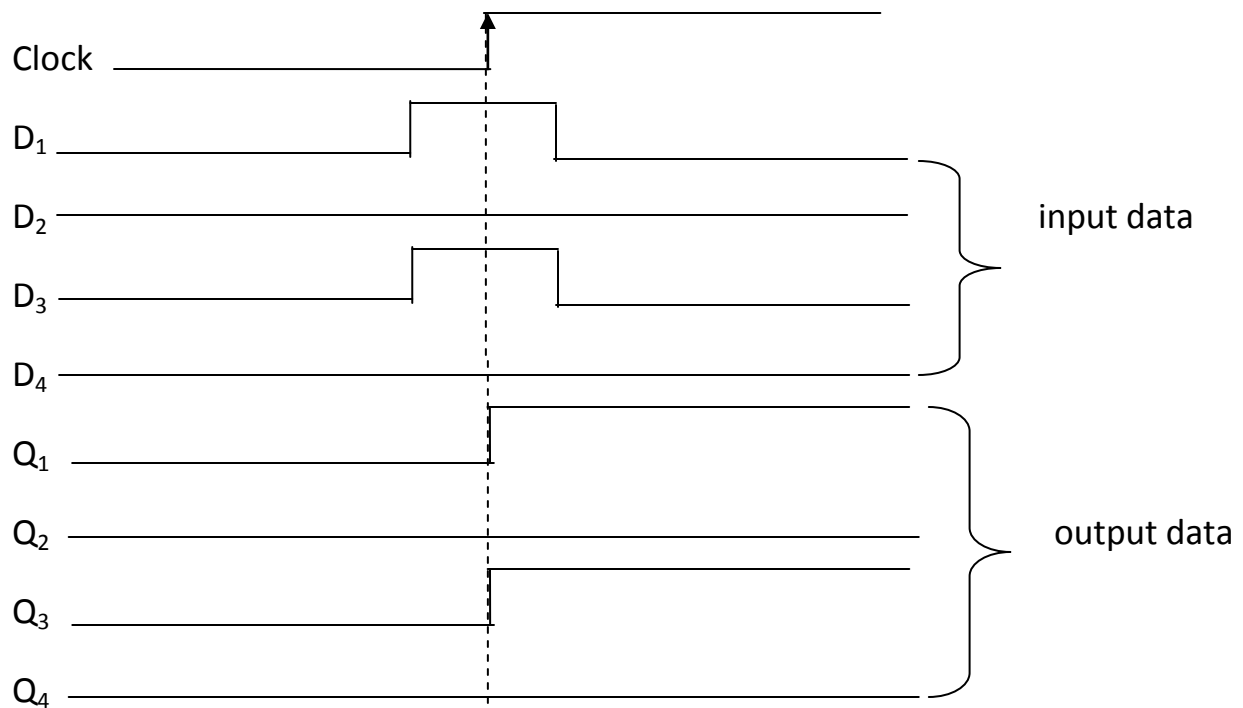 Clock
D₁
D₂
input data
D₃
D₄
Q₁
Q₂
output data
Q₃
Q₄